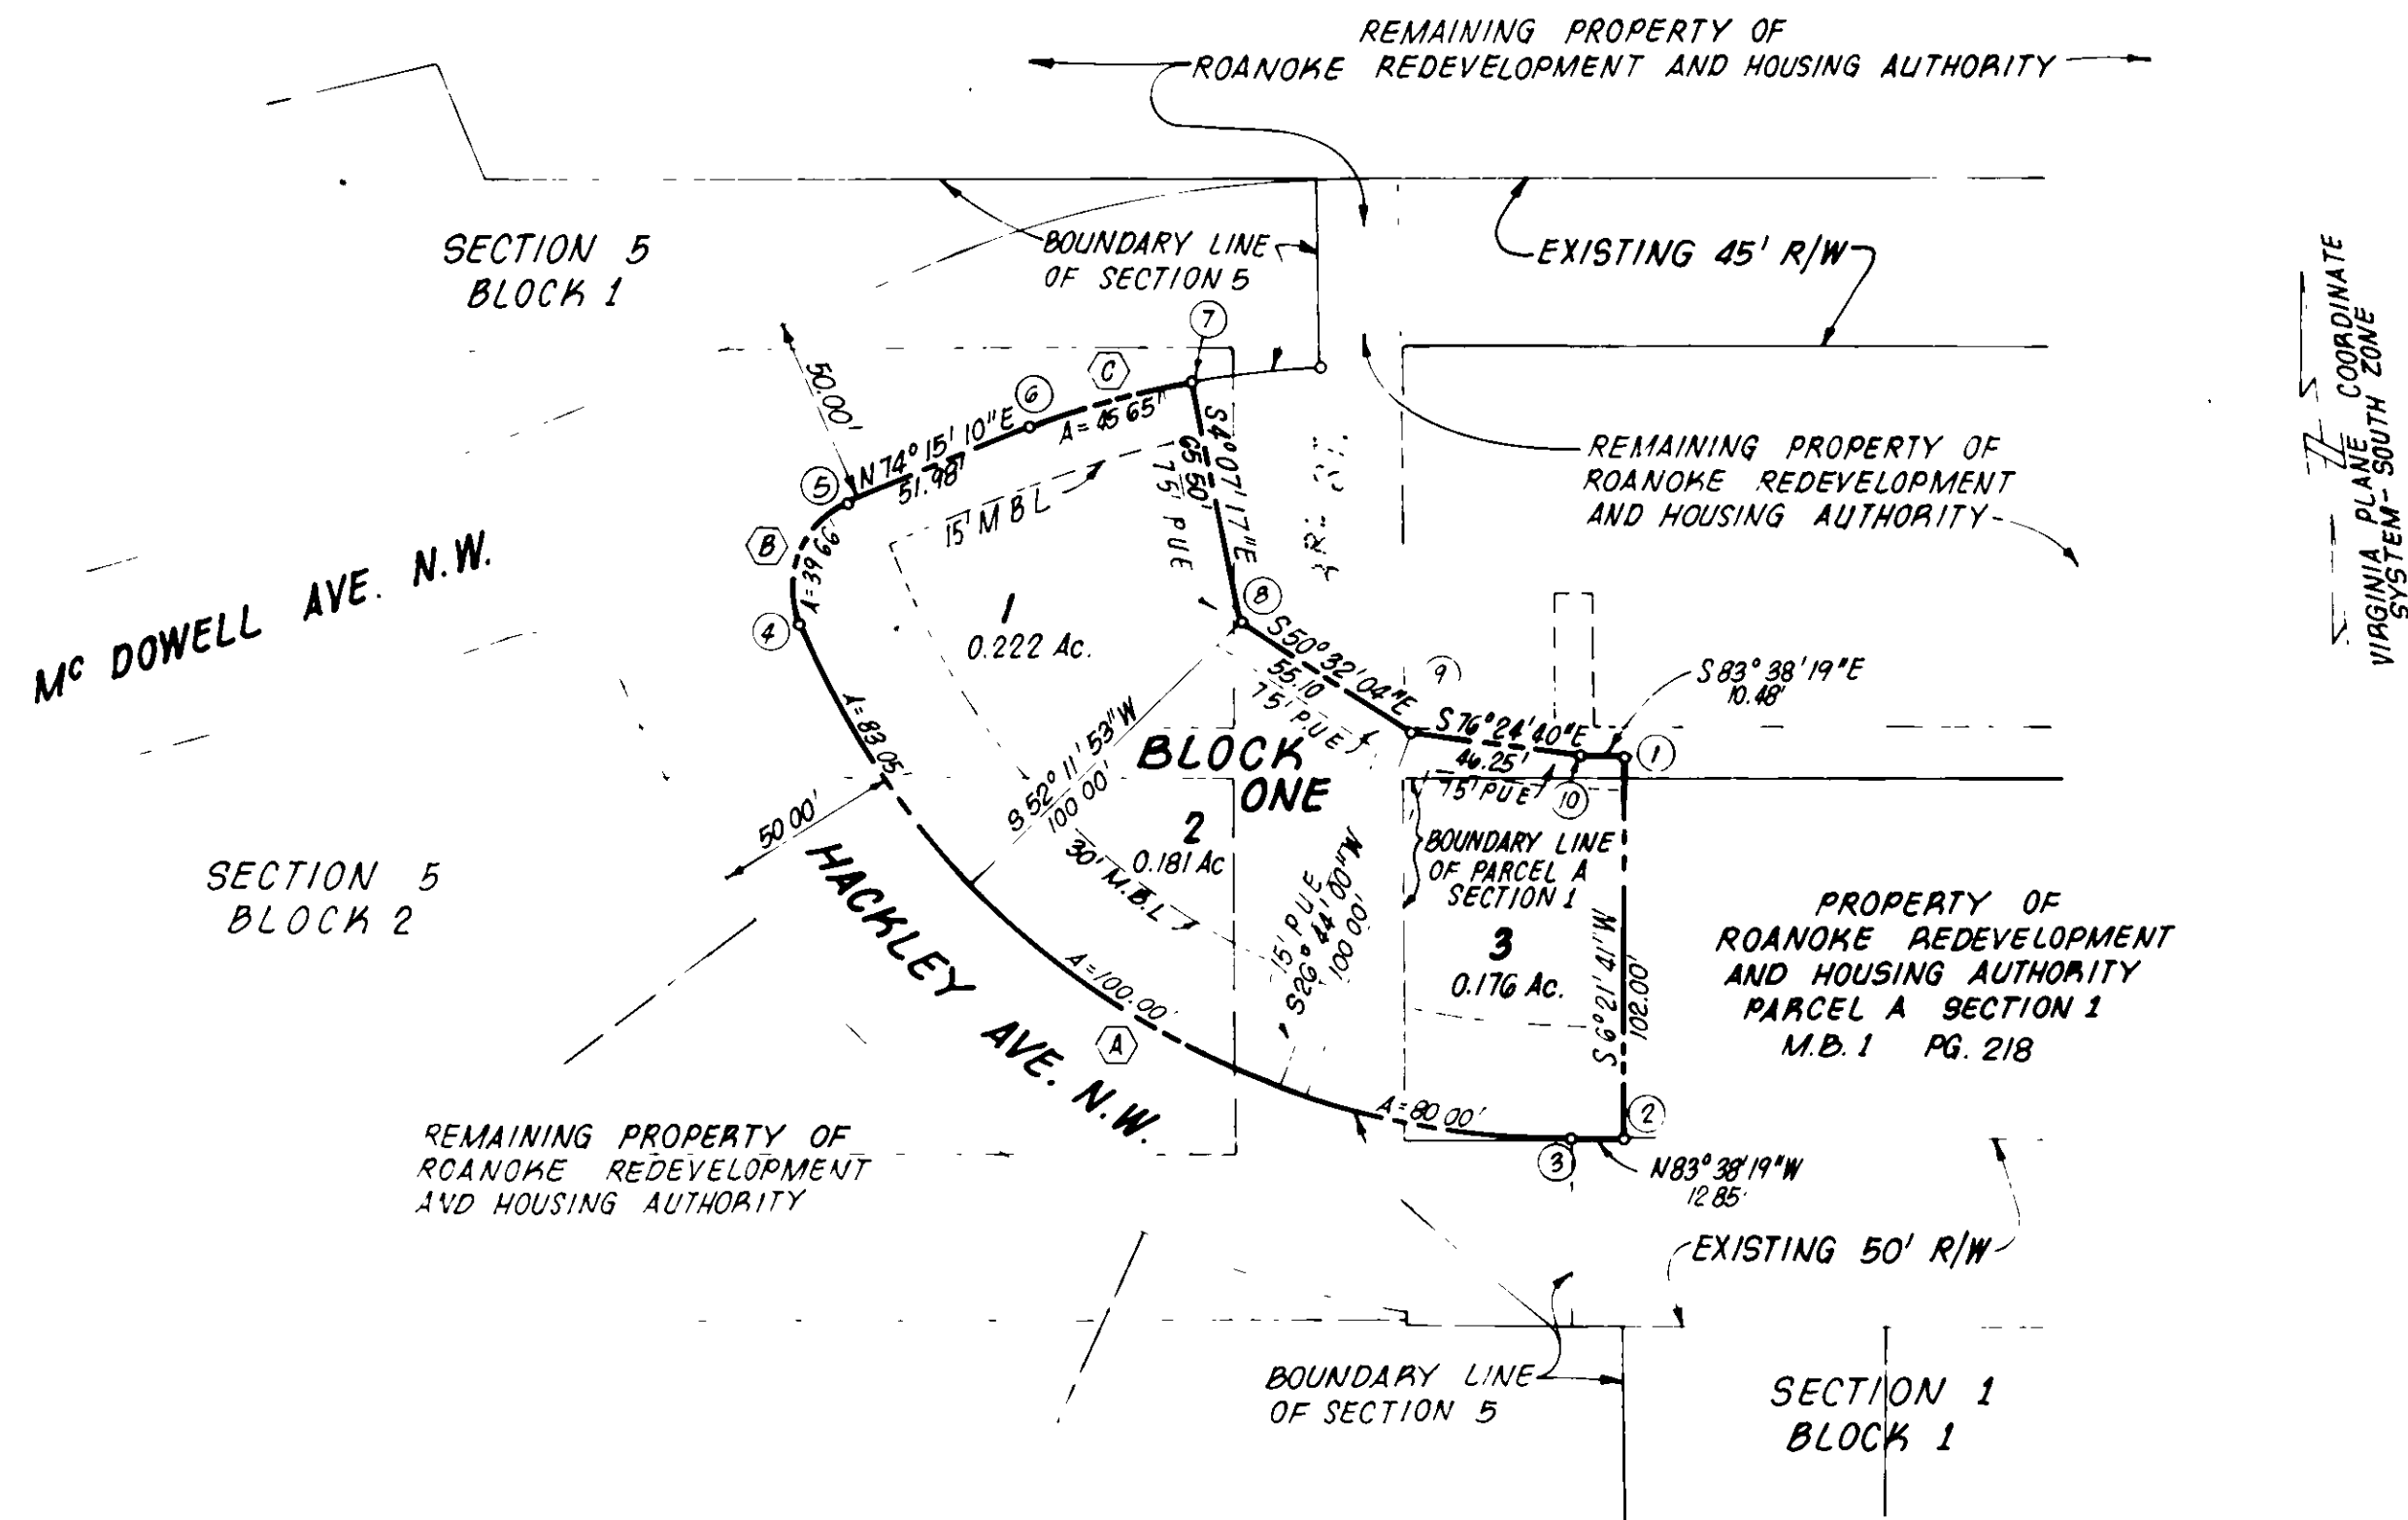 REMAINING PROPERTY OF
ROANOKE REDEVELOPMENT AND HOUSING AUTHORITY
SECTION 5
BLOCK 1
BOUNDARY LINE
OF SECTION 5
EXISTING 45' R/W
VIRGINIA PLANE COORDINATE
SYSTEM - SOUTH ZONE
7
C
6
50.00'
A = 45 65'
N 74° 15' 10" E
51.98'
5
15' M B L
S 4° 07' 17" E
65 50'
7 5' PUE
REMAINING PROPERTY OF
ROANOKE REDEVELOPMENT
AND HOUSING AUTHORITY
B
A = 39 66'
4
Mc DOWELL AVE. N.W.
1
0.222 Ac.
8
S 50° 32' 04" E
55.10
7 5' P.U.E
9
S 83° 38' 19" E
10.48'
S 76° 24' 40" E
46.25'
7 5' PUE
10
1
A = 83 05'
S 52° 11' 53" W
100 00'
BLOCK
ONE
50 00'
2
0.181 Ac
30' M.B.L
BOUNDARY LINE
OF PARCEL A
SECTION 1
15' PUE
S 26° 44' 00" W
100 00'
3
0.176 Ac.
S 6° 21' 41" W
102.00'
SECTION 5
BLOCK 2
HACKLEY AVE. N.W.
A = 100.00'
A
PROPERTY OF
ROANOKE REDEVELOPMENT
AND HOUSING AUTHORITY
PARCEL A SECTION 1
M.B. 1 PG. 218
A = 80 00'
2
3
N 83° 38' 19" W
12 85'
REMAINING PROPERTY OF
ROANOKE REDEVELOPMENT
AND HOUSING AUTHORITY
EXISTING 50' R/W
BOUNDARY LINE
OF SECTION 5
SECTION 1
BLOCK 1